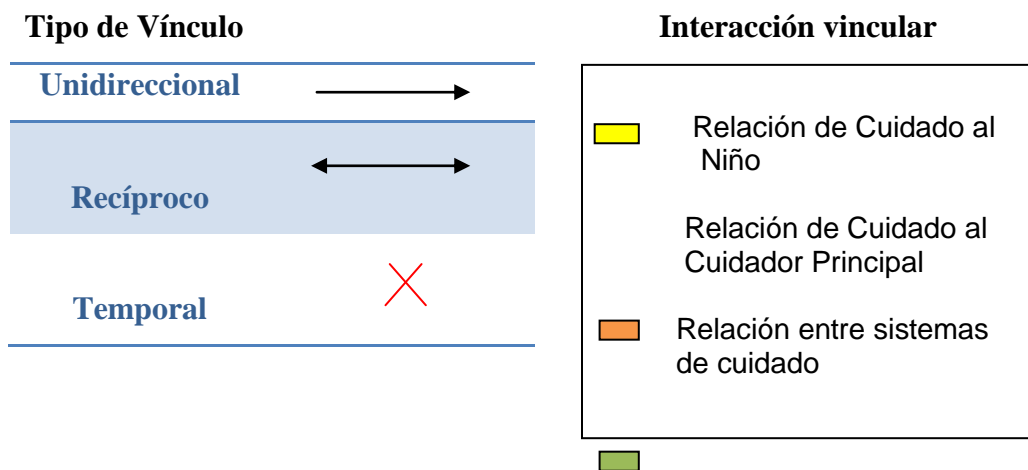 Tipo de Vínculo
Unidireccional
Recíproco
Temporal
Interacción vincular
Relación de Cuidado al
Niño
Relación de Cuidado al
Cuidador Principal
Relación entre sistemas
de cuidado